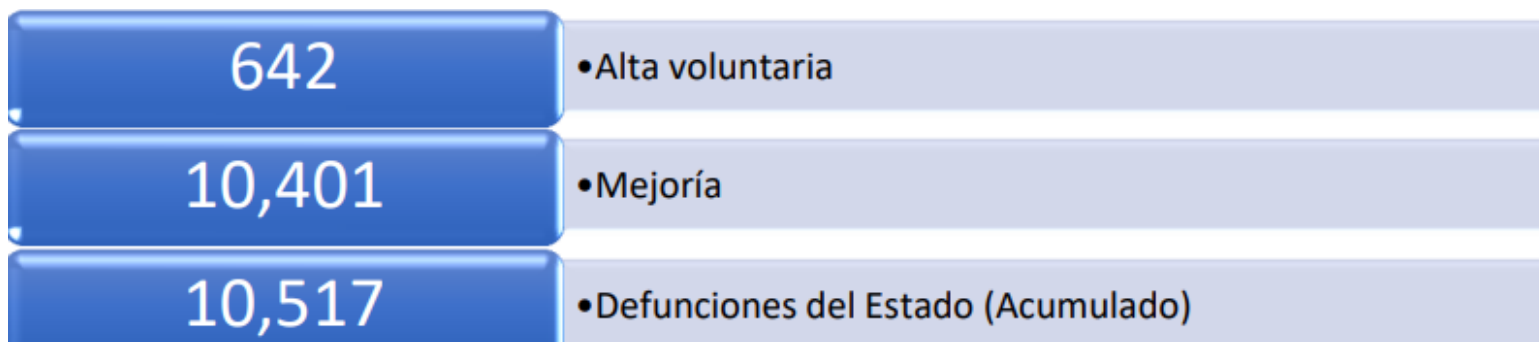 642
•Alta voluntaria
10,401
•Mejoría
10,517
•Defunciones del Estado (Acumulado)